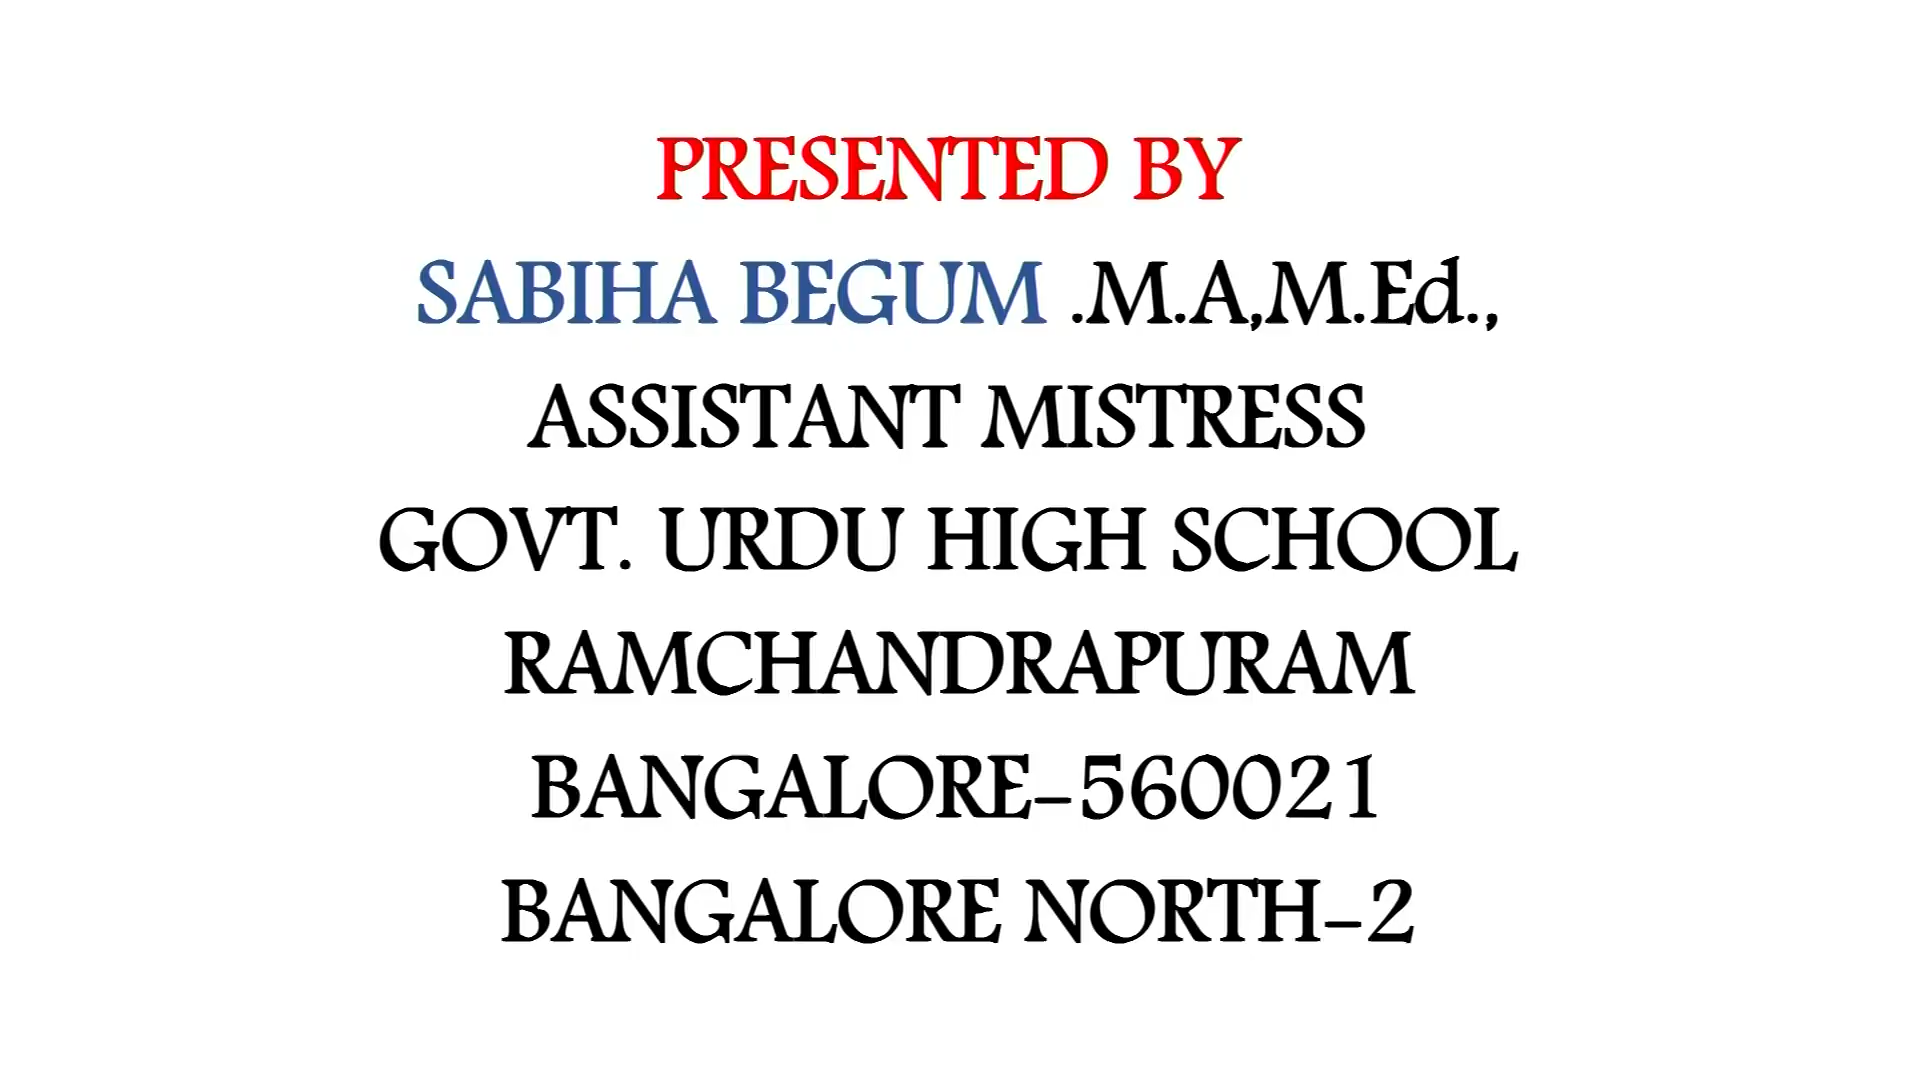 PRESENTED BY
SABIHA BEGUM .M.A,M.Ed.,
ASSISTANT MISTRESS
GOVT. URDU HIGH SCHOOL
RAMCHANDRAPURAM
BANGALORE-560021
BANGALORE NORTH-2